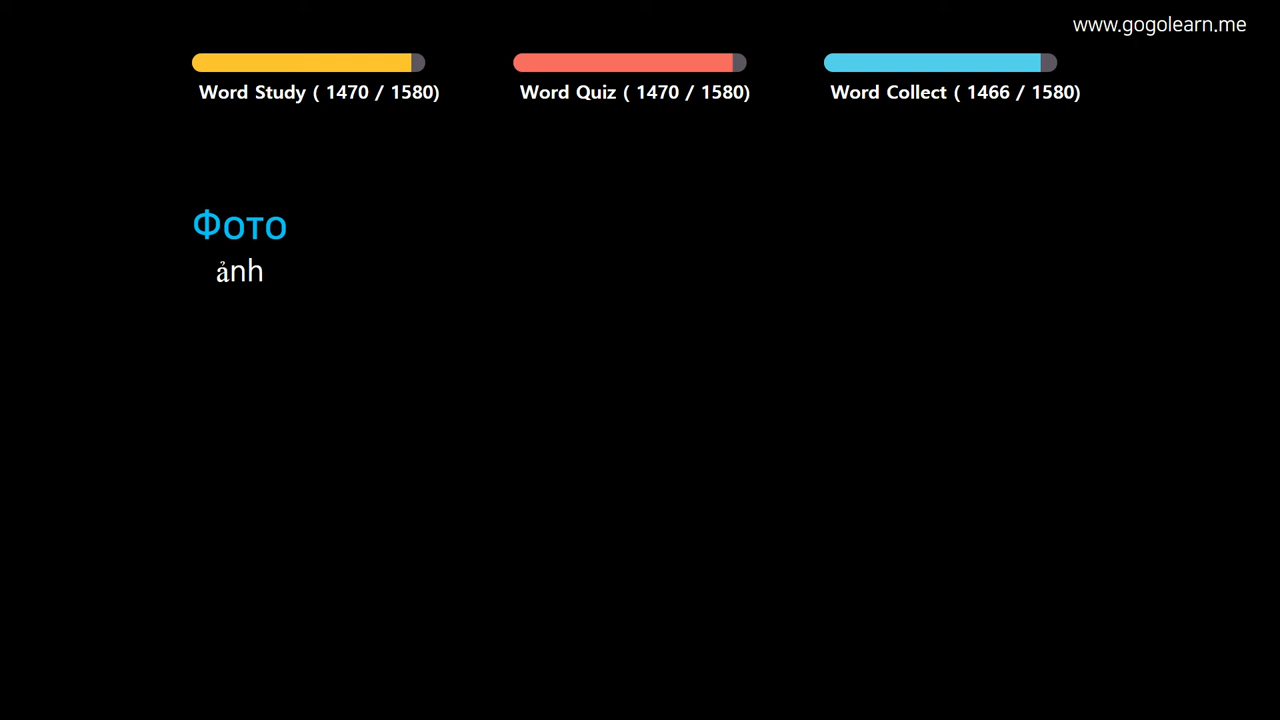 www.gogolearn.me
Word Study ( 1470 / 1580)
Word Quiz ( 1470 / 1580)
Word Collect ( 1466 / 1580)
Фото
ảnh